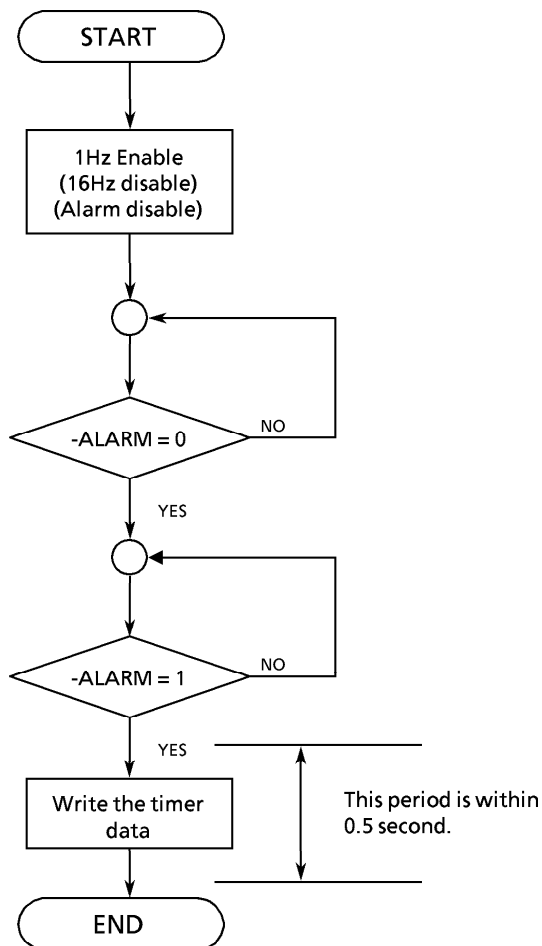 START
1Hz Enable
(16Hz disable)
(Alarm disable)
-ALARM = 0
NO
YES
-ALARM = 1
NO
YES
Write the timer
data
This period is within
0.5 second.
END